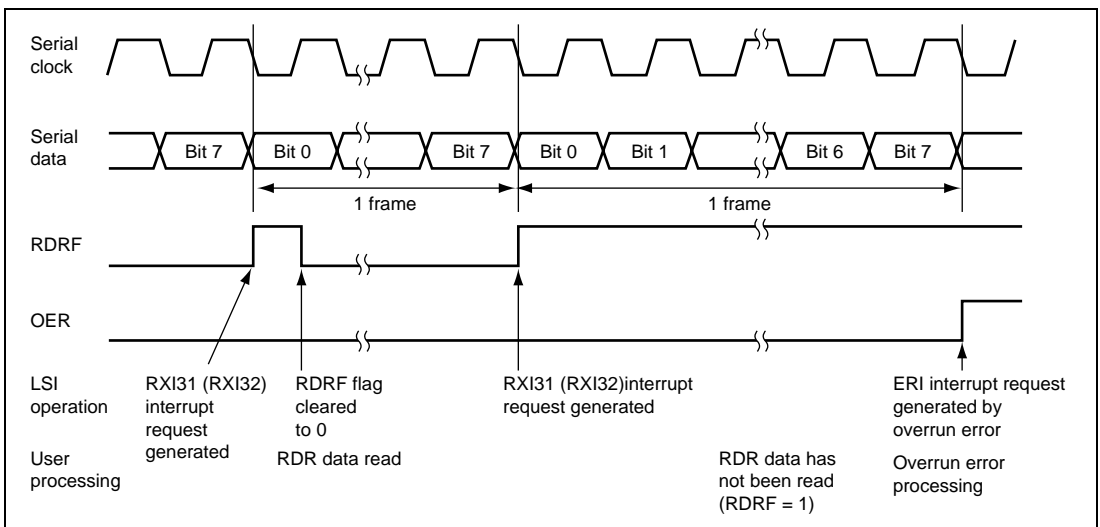 Serial
clock
Serial
data
Bit 7
Bit 0
Bit 7
Bit 0
Bit 1
Bit 6
Bit 7
1 frame
1 frame
RDRF
OER
LSI
operation
RXI31 (RXI32)
interrupt
request
generated
RDRF flag
cleared
to 0
RXI31 (RXI32)interrupt
request generated
ERI interrupt request
generated by
overrun error
User
processing
RDR data read
RDR data has
not been read
(RDRF = 1)
Overrun error
processing